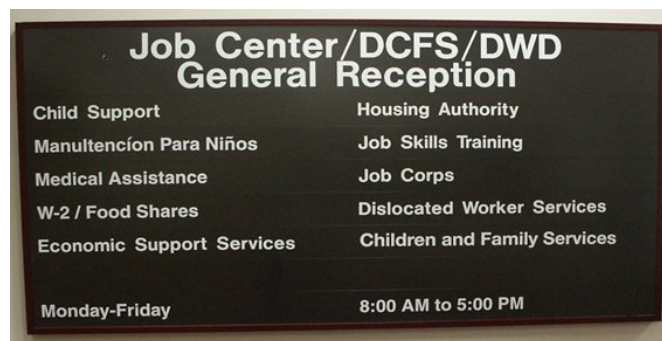 Job Center/DCFS/DWD
General Reception
Child Support
Manultencíon Para Niños
Medical Assistance
W-2 / Food Shares
Economic Support Services
Housing Authority
Job Skills Training
Job Corps
Dislocated Worker Services
Children and Family Services
Monday-Friday 8:00 AM to 5:00 PM